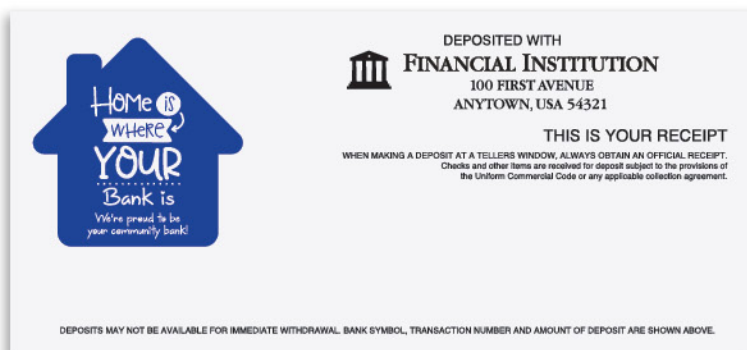 HOME is
WHERE
YOUR
Bank is
We're proud to be
your community bank!
DEPOSITED WITH
FINANCIAL INSTITUTION
100 FIRST AVENUE
ANYTOWN, USA 54321
THIS IS YOUR RECEIPT
WHEN MAKING A DEPOSIT AT A TELLERS WINDOW, ALWAYS OBTAIN AN OFFICIAL RECEIPT.
Checks and other items are received for deposit subject to the provisions of
the Uniform Commercial Code or any applicable collection agreement.
DEPOSITS MAY NOT BE AVAILABLE FOR IMMEDIATE WITHDRAWAL. BANK SYMBOL, TRANSACTION NUMBER AND AMOUNT OF DEPOSIT ARE SHOWN ABOVE.